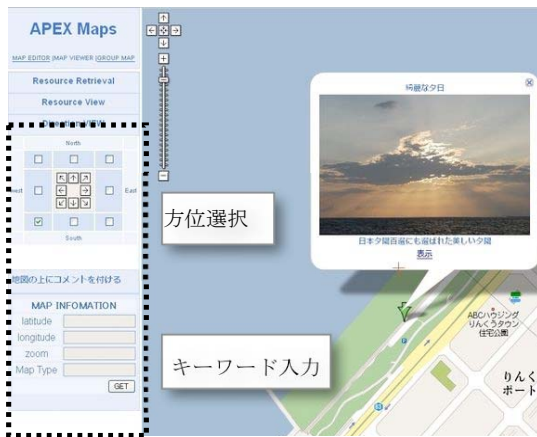 APEX Maps
MAP EDITOR |MAP VIEWER |GROUP MAP
Resource Retrieval
Resource View
North
East
South
地図の上にコメントを付ける
MAP INFOMATION
latitude
longitude
zoom
Map Type
GET
方位選択
キーワード入力
綺麗な夕日
日本夕陽百選にも選ばれた美しい夕陽
表示
ABCハウジング
りんくうタウン
住宅公園
りんく
ポート